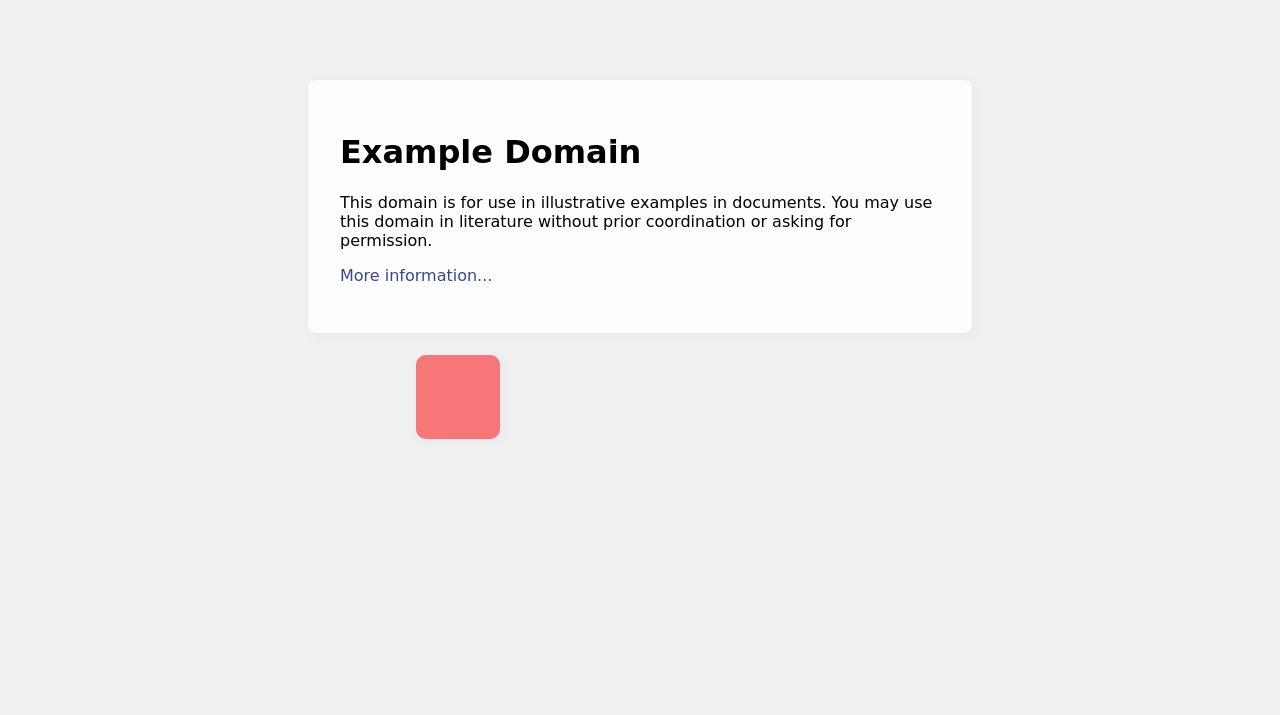 Example Domain
This domain is for use in illustrative examples in documents. You may use
this domain in literature without prior coordination or asking for
permission.
More information...